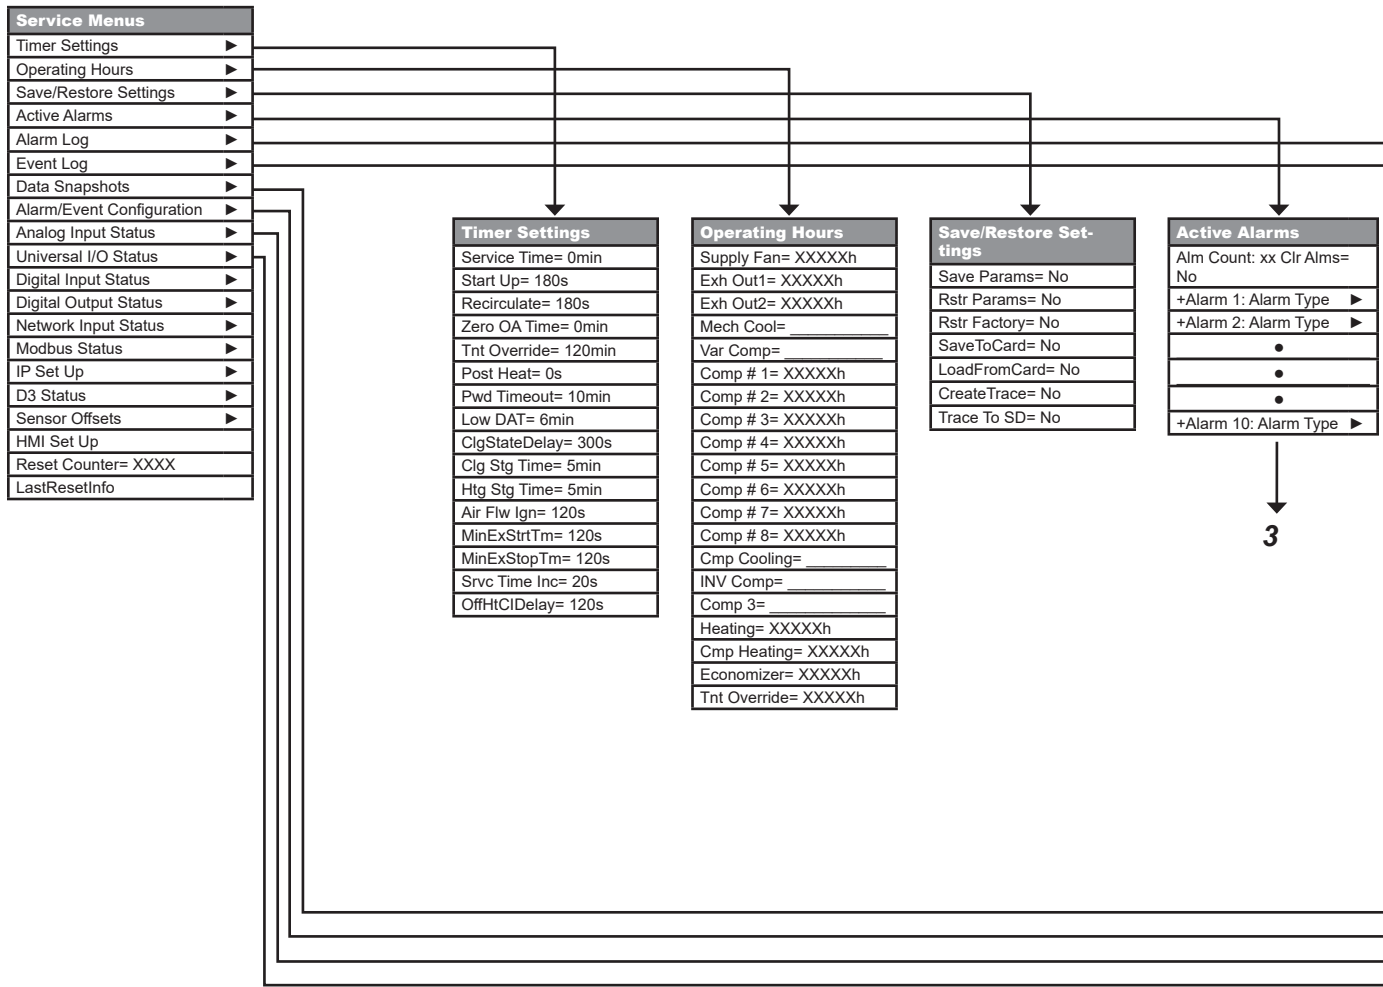 Service Menus
Timer Settings ►
Operating Hours ►
Save/Restore Settings ►
Active Alarms ►
Alarm Log ►
Event Log ►
Data Snapshots ►
Alarm/Event Configuration ►
Analog Input Status ►
Universal I/O Status ►
Digital Input Status ►
Digital Output Status ►
Network Input Status ►
Modbus Status ►
IP Set Up ►
D3 Status ►
Sensor Offsets ►
HMI Set Up
Reset Counter= XXXX
LastResetInfo
Timer Settings
Service Time= 0min
Start Up= 180s
Recirculate= 180s
Zero OA Time= 0min
Tnt Override= 120min
Post Heat= 0s
Pwd Timeout= 10min
Low DAT= 6min
ClgStateDelay= 300s
Clg Stg Time= 5min
Htg Stg Time= 5min
Air Flw Ign= 120s
MinExStrtTm= 120s
MinExStopTm= 120s
Srvc Time Inc= 20s
OffHtClDelay= 120s
Operating Hours
Supply Fan= XXXXXh
Exh Out1= XXXXXh
Exh Out2= XXXXXh
Mech Cool= ___________
Var Comp= ___________
Comp # 1= XXXXXh
Comp # 2= XXXXXh
Comp # 3= XXXXXh
Comp # 4= XXXXXh
Comp # 5= XXXXXh
Comp # 6= XXXXXh
Comp # 7= XXXXXh
Comp # 8= XXXXXh
Cmp Cooling= _________
INV Comp= ___________
Comp 3= _____________
Heating= XXXXXh
Cmp Heating= XXXXXh
Economizer= XXXXXh
Tnt Override= XXXXXh
Save/Restore Set-
tings
Save Params= No
Rstr Params= No
Rstr Factory= No
SaveToCard= No
LoadFromCard= No
CreateTrace= No
Trace To SD= No
Active Alarms
Alm Count: xx Clr Alms=
No
+Alarm 1: Alarm Type ►
+Alarm 2: Alarm Type ►
●
●
●
+Alarm 10: Alarm Type ►
3